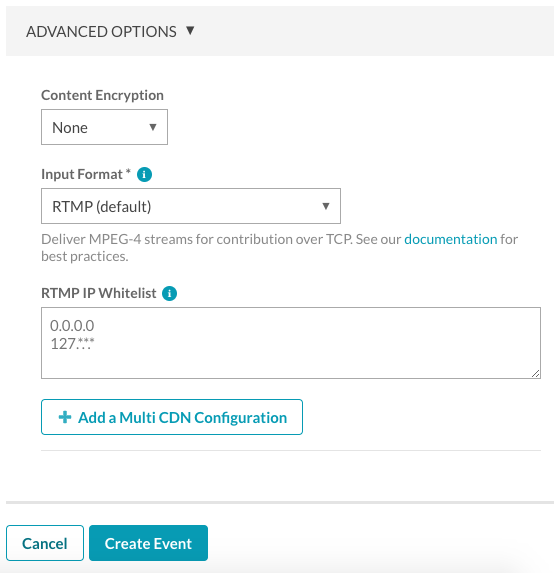 ADVANCED OPTIONS ▼
Content Encryption
None ▼
Input Format * i
RTMP (default) ▼
Deliver MPEG-4 streams for contribution over TCP. See our documentation for
best practices.
RTMP IP Whitelist i
0.0.0.0
127.*.*.*
+ Add a Multi CDN Configuration
Cancel
Create Event